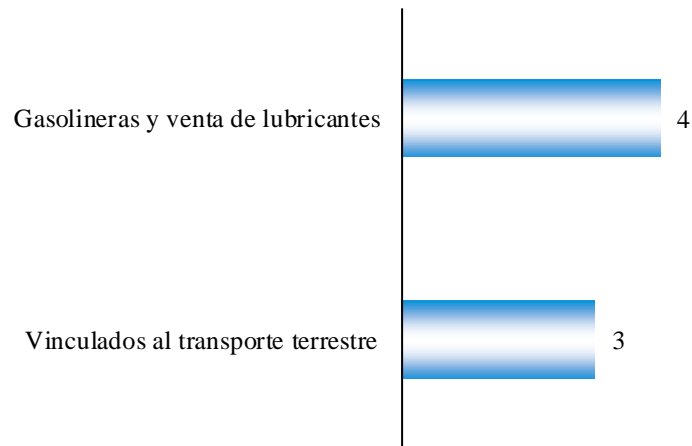 Gasolineras y venta de lubricantes
4
Vinculados al transporte terrestre
3